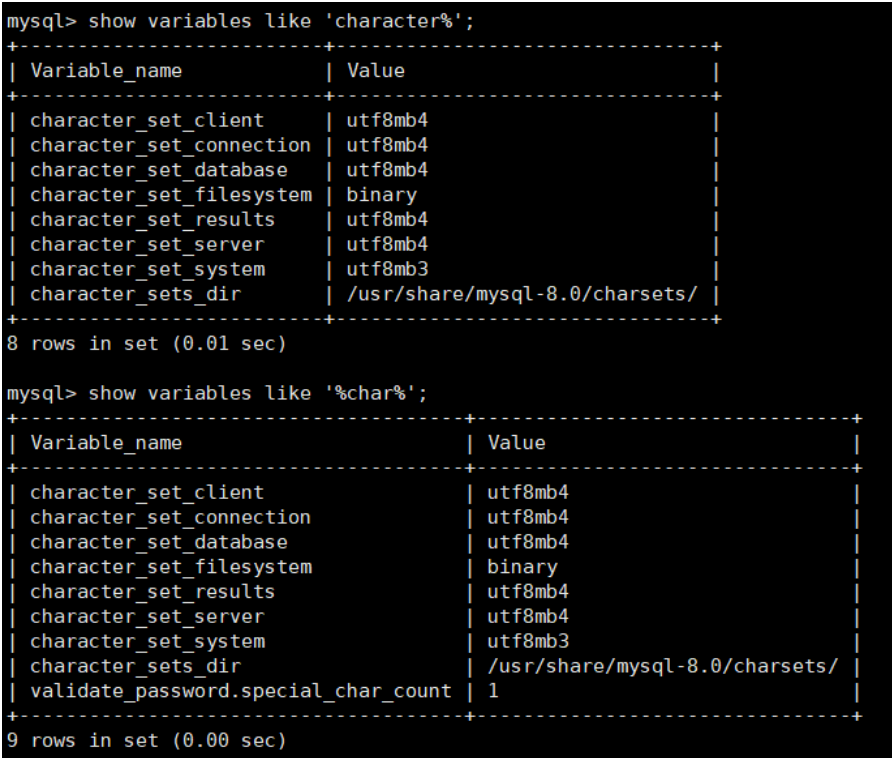 mysql> show variables like 'character%';
+--------------------------+--------------------------------+
| Variable_name            | Value                          |
+--------------------------+--------------------------------+
| character_set_client     | utf8mb4                        |
| character_set_connection | utf8mb4                        |
| character_set_database   | utf8mb4                        |
| character_set_filesystem | binary                         |
| character_set_results    | utf8mb4                        |
| character_set_server     | utf8mb4                        |
| character_set_system     | utf8mb3                        |
| character_sets_dir       | /usr/share/mysql-8.0/charsets/ |
+--------------------------+--------------------------------+
8 rows in set (0.01 sec)

mysql> show variables like '%char%';
+--------------------------------------+--------------------------------+
| Variable_name                        | Value                          |
+--------------------------------------+--------------------------------+
| character_set_client                 | utf8mb4                        |
| character_set_connection             | utf8mb4                        |
| character_set_database               | utf8mb4                        |
| character_set_filesystem             | binary                         |
| character_set_results                | utf8mb4                        |
| character_set_server                 | utf8mb4                        |
| character_set_system                 | utf8mb3                        |
| character_sets_dir                   | /usr/share/mysql-8.0/charsets/ |
| validate_password.special_char_count | 1                              |
+--------------------------------------+--------------------------------+
9 rows in set (0.00 sec)